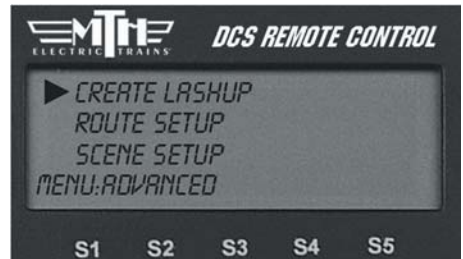 MTH
ELECTRIC TRAINS
DCS REMOTE CONTROL
CREATE LASHUP
ROUTE SETUP
SCENE SETUP
MENU:ADVANCED
S1 S2 S3 S4 S5